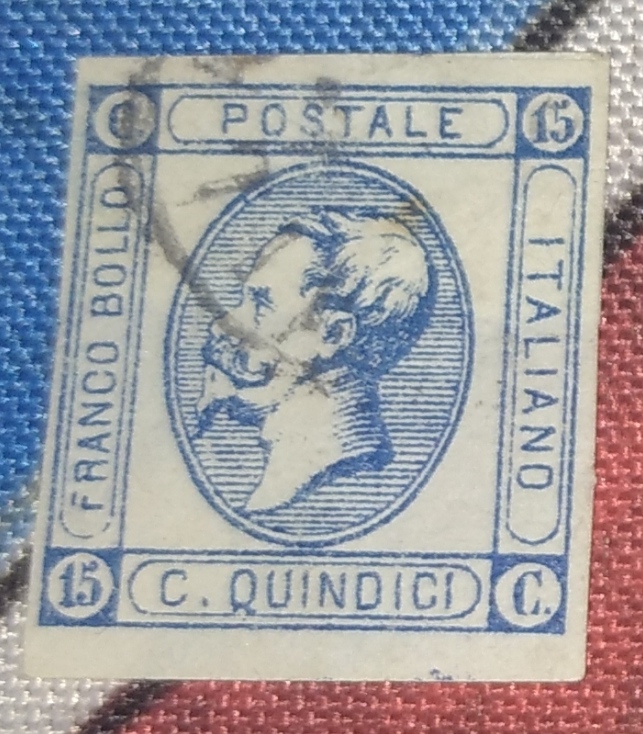 C POSTALE 15
FRANCO BOLLO
ITALIANO
15 C. QUINDICI C.